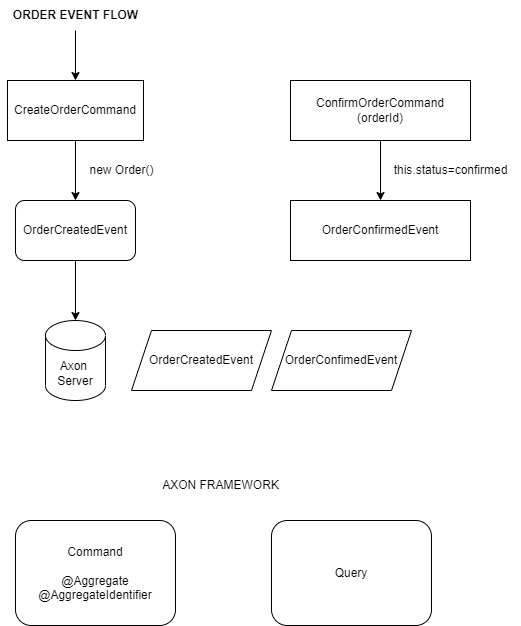 ORDER EVENT FLOW
CreateOrderCommand
ConfirmOrderCommand
(orderId)
new Order()
this.status=confirmed
OrderCreatedEvent
OrderConfirmedEvent
Axon
Server
OrderCreatedEvent
OrderConfimedEvent
AXON FRAMEWORK
Command
@Aggregate
@AggregateIdentifier
Query